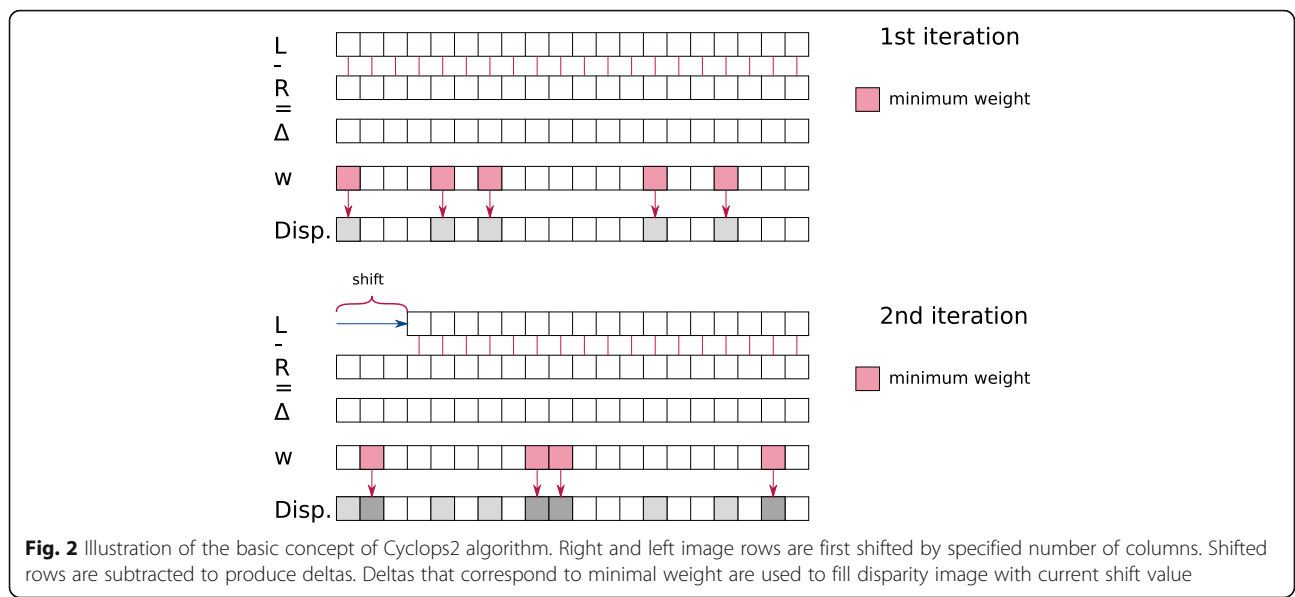 L
-
R
=
Δ
w
Disp.
1st iteration
minimum weight
shift
L
-
R
=
Δ
w
Disp.
2nd iteration
minimum weight
Fig. 2 Illustration of the basic concept of Cyclops2 algorithm. Right and left image rows are first shifted by specified number of columns. Shifted
rows are subtracted to produce deltas. Deltas that correspond to minimal weight are used to fill disparity image with current shift value